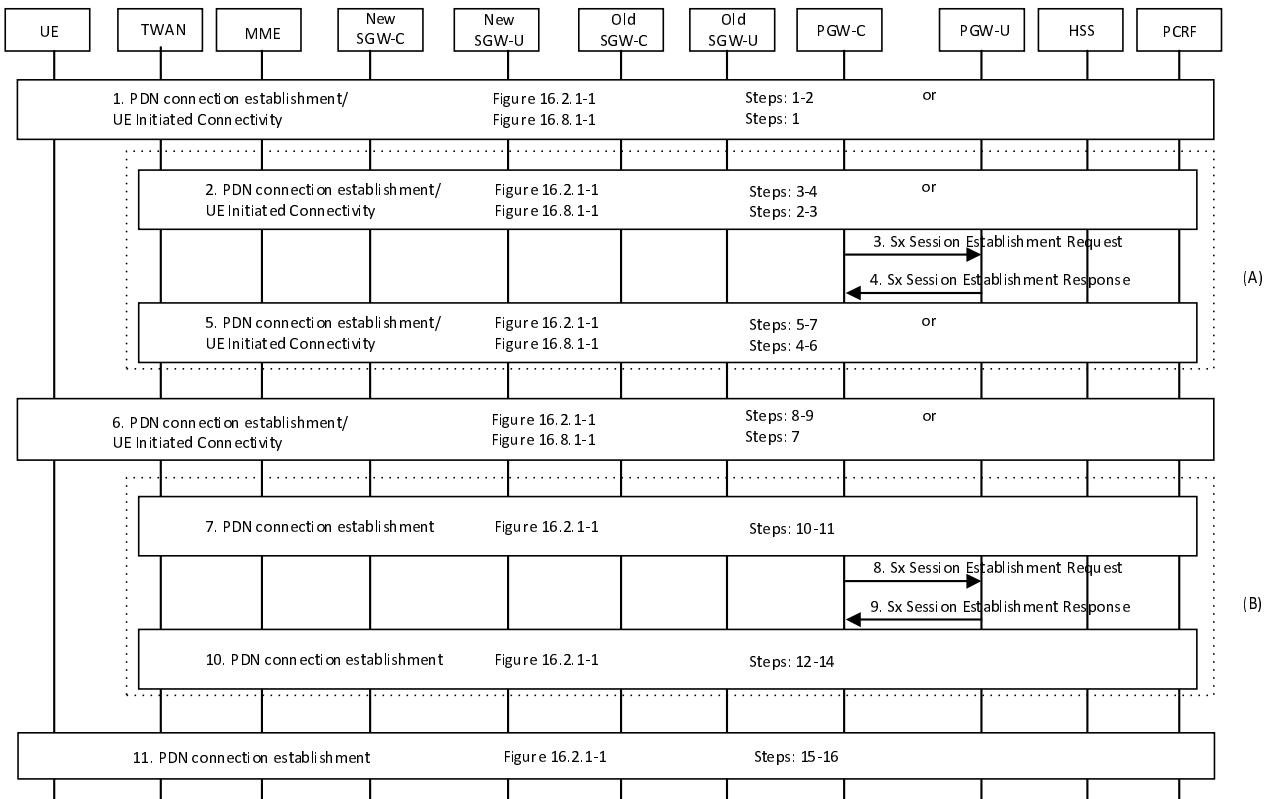 UE
TWAN
MME
New
SGW-C
New
SGW-U
Old
SGW-C
Old
SGW-U
PGW-C
PGW-U
HSS
PCRF
1. PDN connection establishment/
UE Initiated Connectivity
Figure 16.2.1-1
Figure 16.8.1-1
Steps: 1-2
Steps: 1
or
2. PDN connection establishment/
UE Initiated Connectivity
Figure 16.2.1-1
Figure 16.8.1-1
Steps: 3-4
Steps: 2-3
or
3. Sx Session Establishment Request
4. Sx Session Establishment Response
(A)
5. PDN connection establishment/
UE Initiated Connectivity
Figure 16.2.1-1
Figure 16.8.1-1
Steps: 5-7
Steps: 4-6
or
6. PDN connection establishment/
UE Initiated Connectivity
Figure 16.2.1-1
Figure 16.8.1-1
Steps: 8-9
Steps: 7
or
7. PDN connection establishment
Figure 16.2.1-1
Steps: 10-11
8. Sx Session Establishment Request
9. Sx Session Establishment Response
(B)
10. PDN connection establishment
Figure 16.2.1-1
Steps: 12-14
11. PDN connection establishment
Figure 16.2.1-1
Steps: 15-16